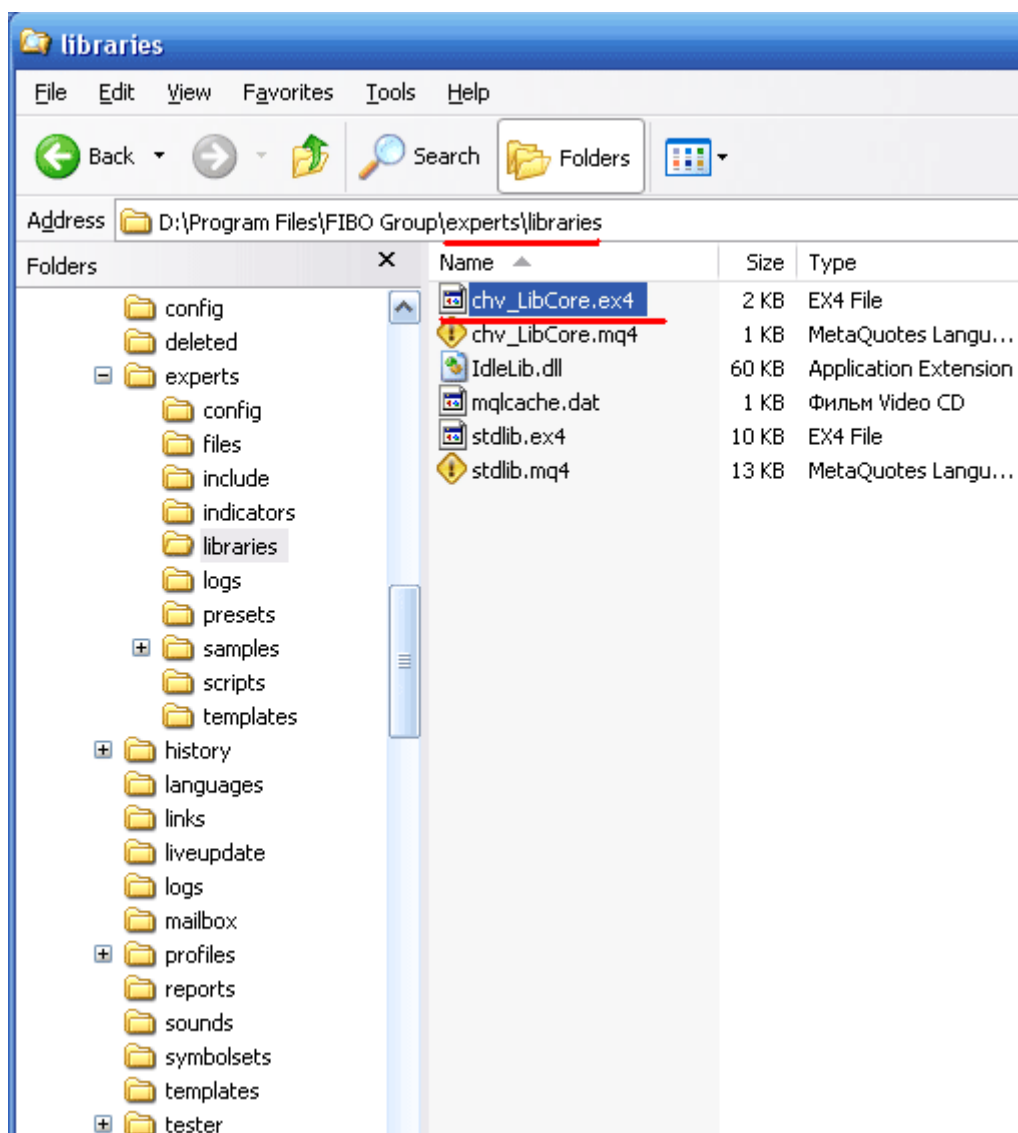 libraries
File Edit View Favorites Tools Help
Back Search Folders
Address D:\Program Files\FIBO Group\experts\libraries
Folders
config
deleted
experts
config
files
include
indicators
libraries
logs
presets
samples
scripts
templates
history
languages
links
liveupdate
logs
mailbox
profiles
reports
sounds
symbolsets
templates
tester
Name Size Type
chv_LibCore.ex4 2 KB EX4 File
chv_LibCore.mq4 1 KB MetaQuotes Langu...
IdleLib.dll 60 KB Application Extension
mqlcache.dat 1 KB Фильм Video CD
stdlib.ex4 10 KB EX4 File
stdlib.mq4 13 KB MetaQuotes Langu...